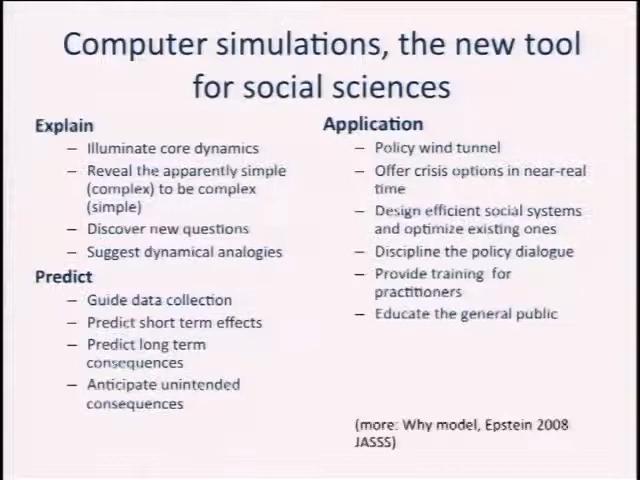 Computer simulations, the new tool
for social sciences
Explain
– Illuminate core dynamics
– Reveal the apparently simple
(complex) to be complex
(simple)
– Discover new questions
– Suggest dynamical analogies
Predict
– Guide data collection
– Predict short term effects
– Predict long term
consequences
– Anticipate unintended
consequences
Application
– Policy wind tunnel
– Offer crisis options in near-real
time
– Design efficient social systems
and optimize existing ones
– Discipline the policy dialogue
– Provide training for
practitioners
– Educate the general public
(more: Why model, Epstein 2008
JASSS)